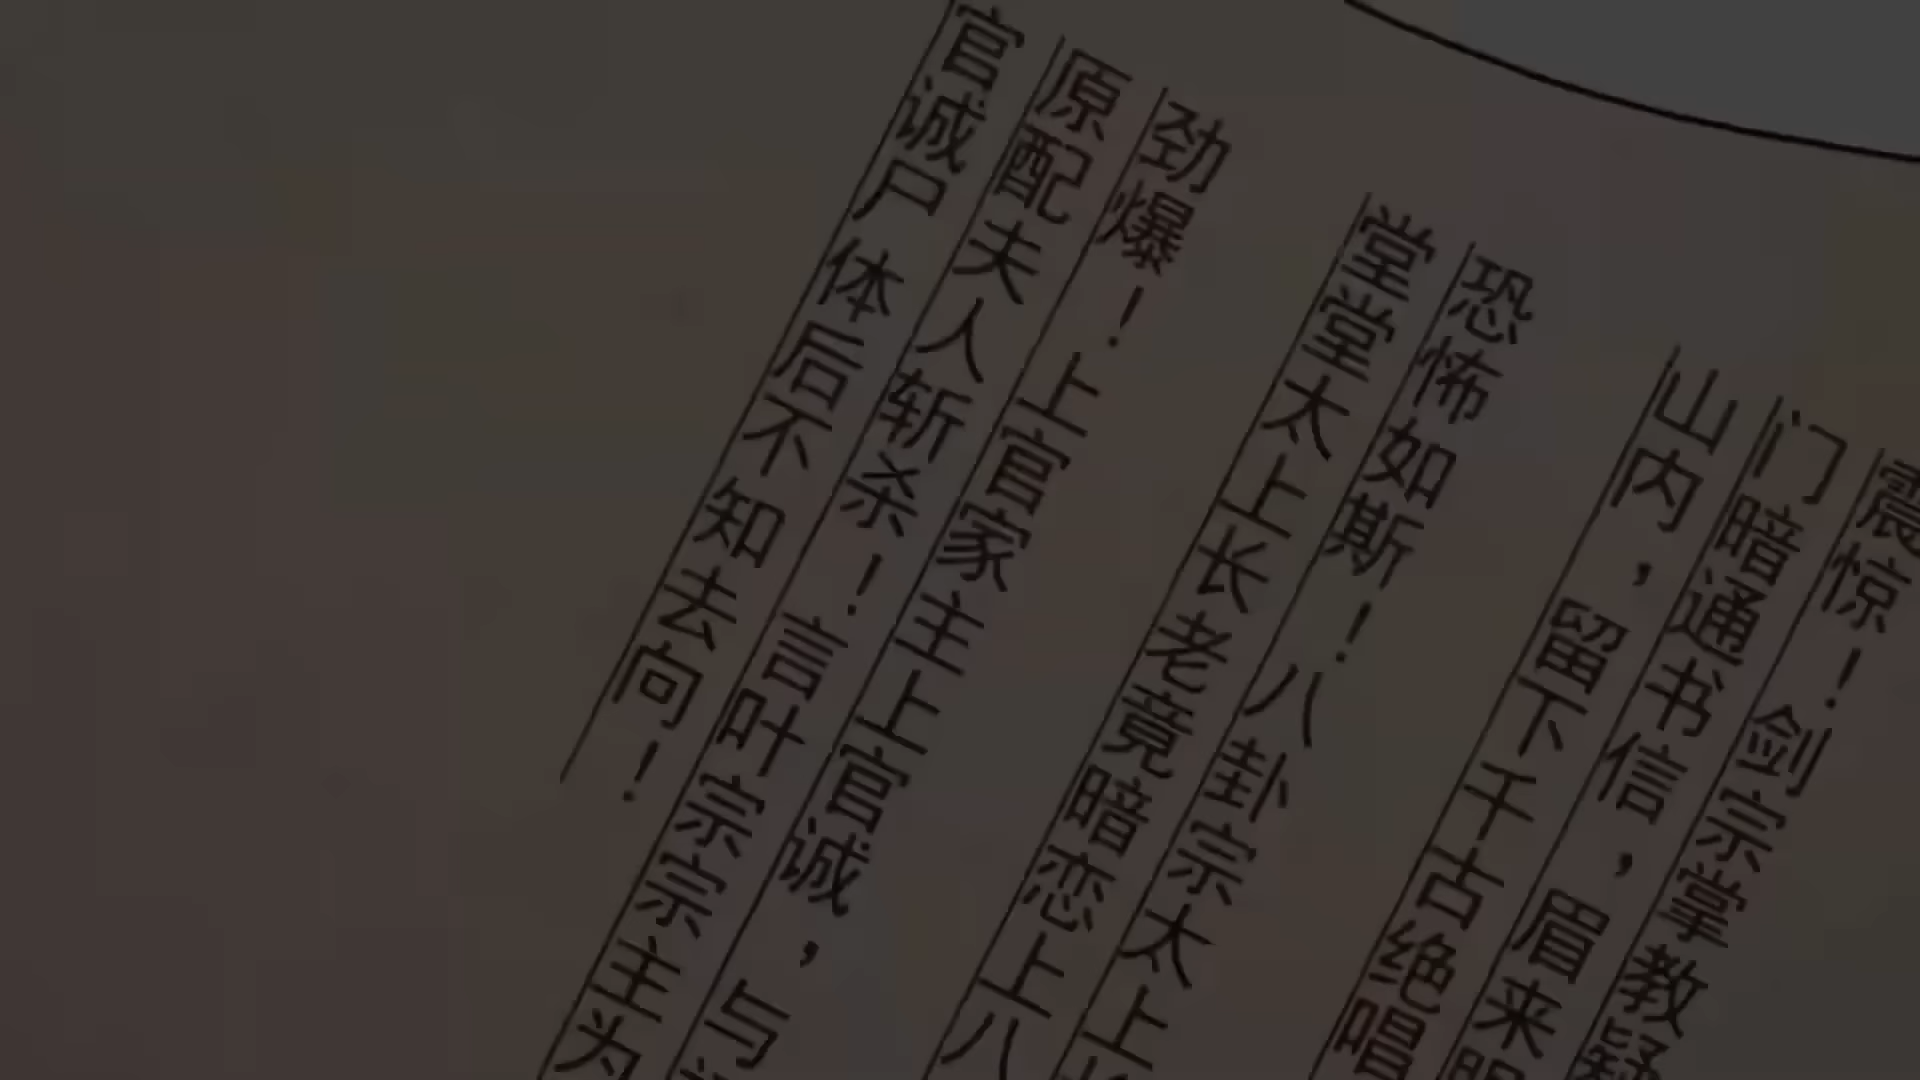 震惊！剑宗掌教疑
门暗通书信，眉来眼
山内，留下千古绝唱
恐怖如斯！八卦宗太上长
堂堂太上长老竟暗恋上八
劲爆！上官家主上官诚，与
原配夫人斩杀！言叶宗宗主为
官诚尸体后不知去向！